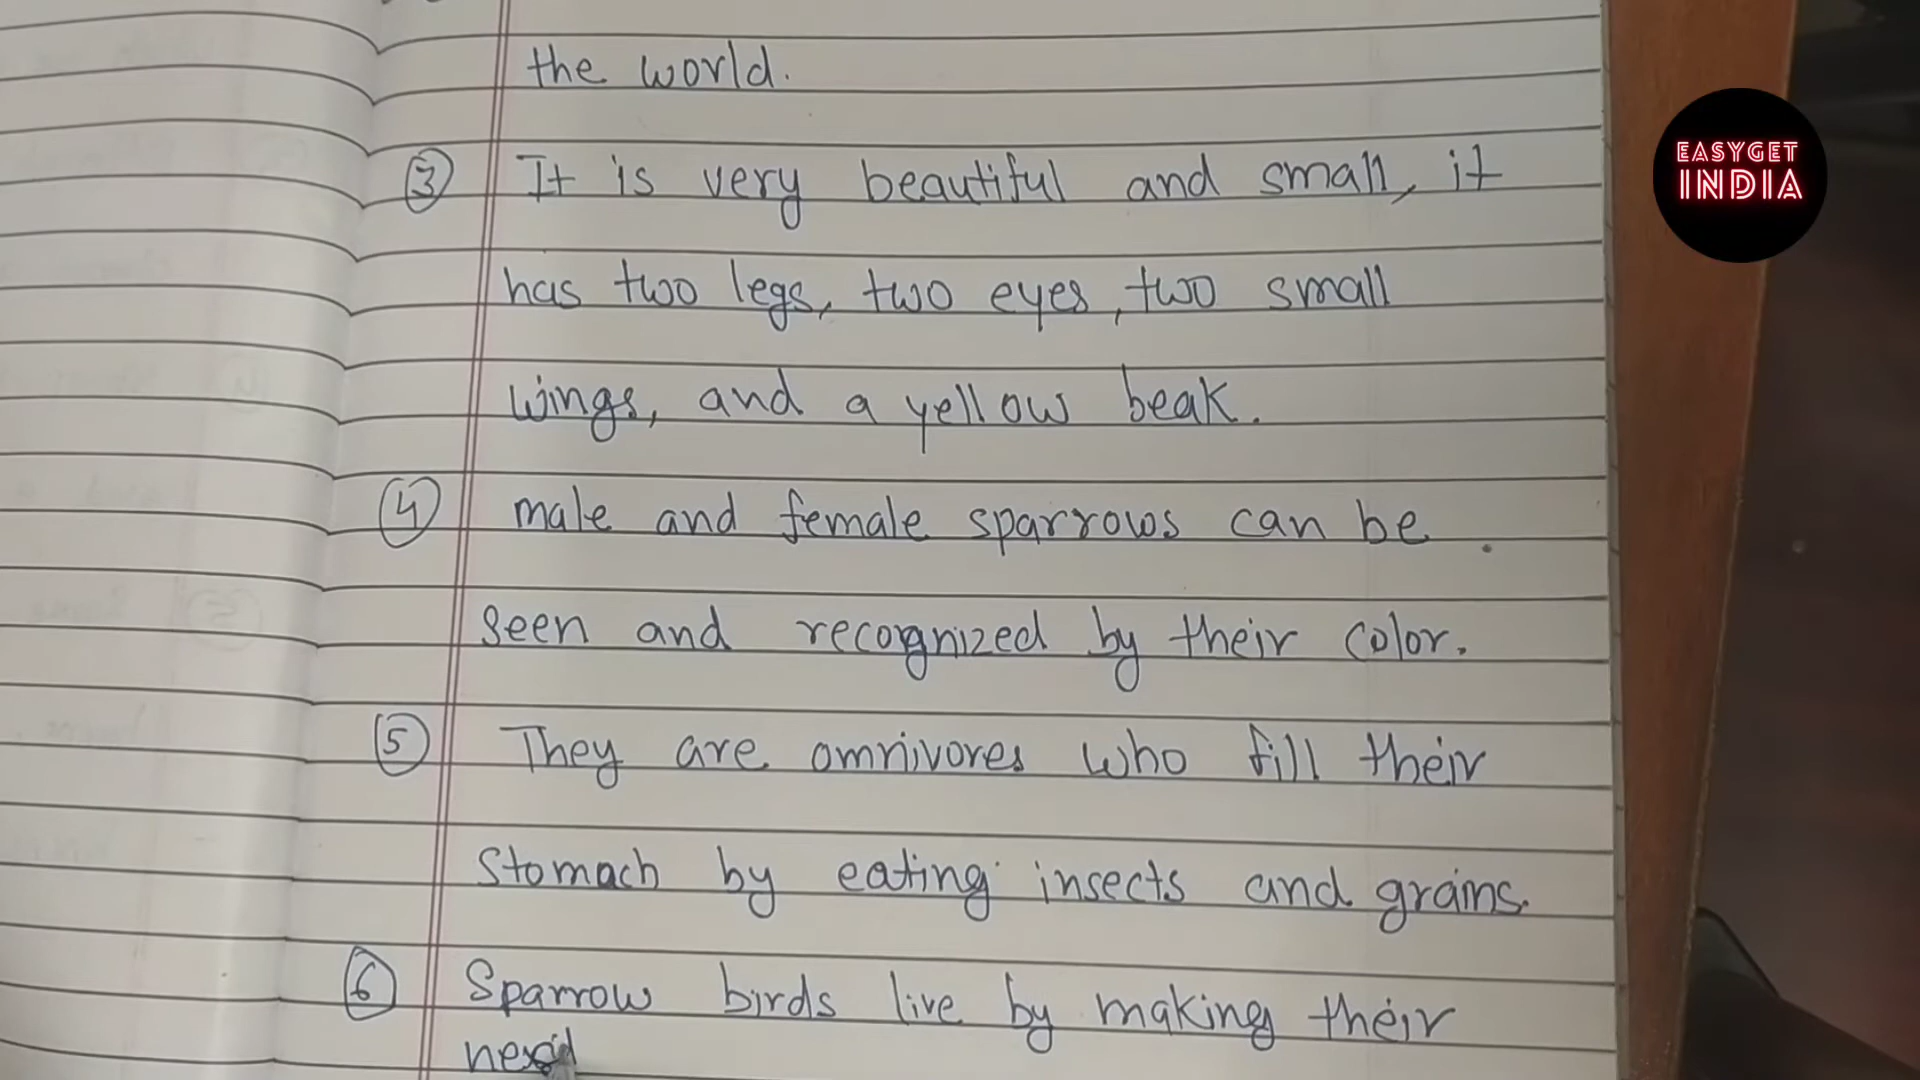 the world.
③ It is very beautiful and small, it
has two legs, two eyes, two small
wings, and a yellow beak.
④ male and female sparrows can be
seen and recognized by their color.
⑤ They are omnivores who fill their
stomach by eating insects and grains.
⑥ Sparrow birds live by making their
EASYGET
INDIA